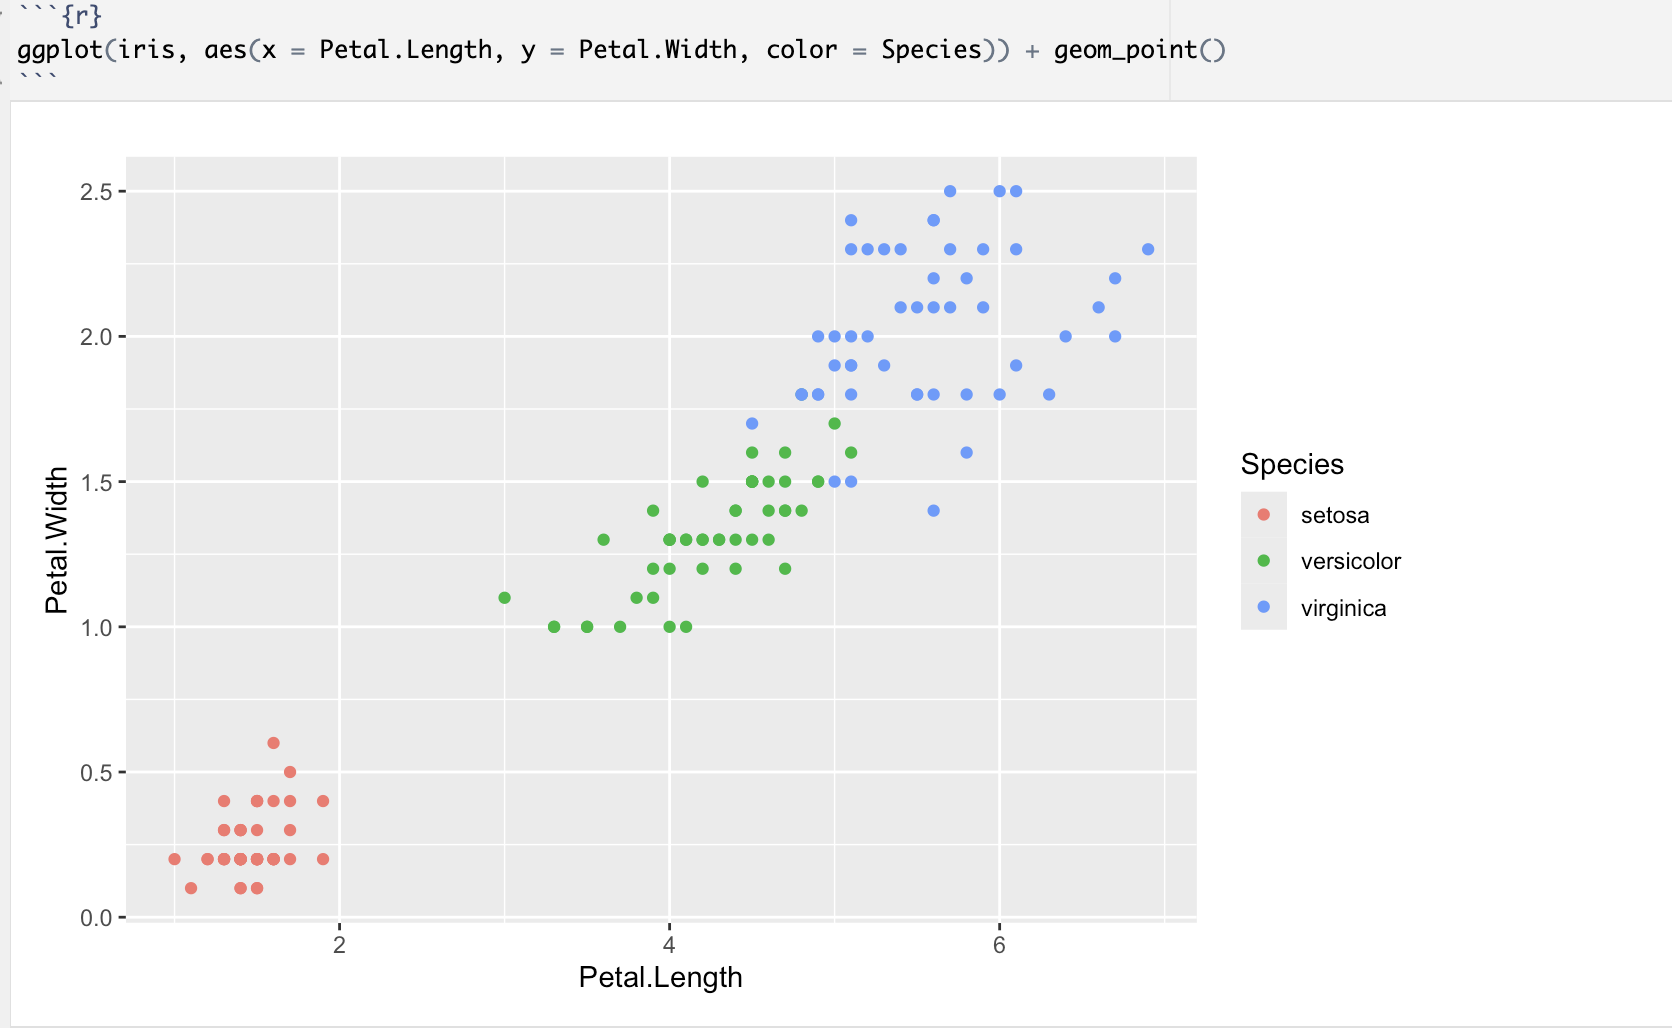 ```{r}
ggplot(iris, aes(x = Petal.Length, y = Petal.Width, color = Species)) + geom_point()
```
2.5
2.0
1.5
1.0
0.5
0.0
Petal.Width
2 4 6
Petal.Length
Species
setosa
versicolor
virginica